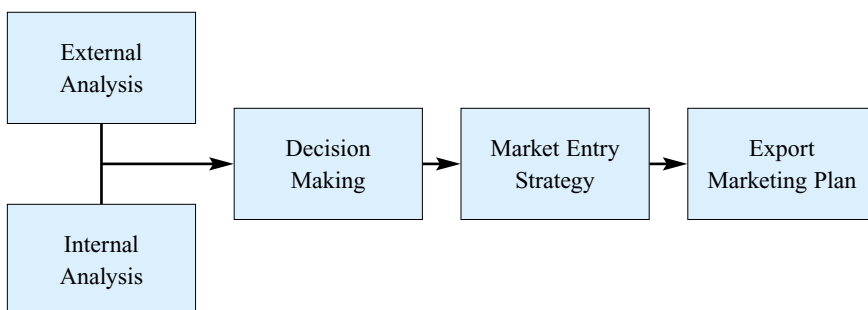 External
Analysis
Internal
Analysis
Decision
Making
Market Entry
Strategy
Export
Marketing Plan